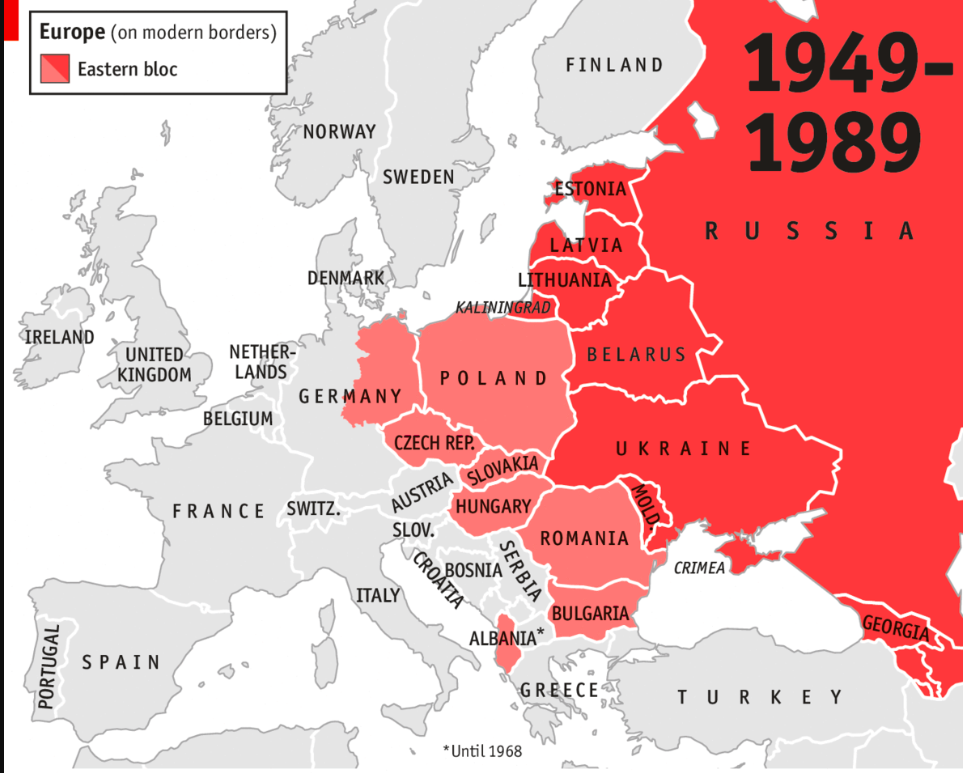 Europe (on modern borders)
Eastern bloc
1949–
1989
FINLAND
NORWAY
SWEDEN
ESTONIA
RUSSIA
LATVIA
DENMARK
LITHUANIA
KALININGRAD
IRELAND
UNITED
KINGDOM
NETHER-
LANDS
BELARUS
GERMANY
POLAND
BELGIUM
CZECH REP.
UKRAINE
SLOVAKIA
AUSTRIA
FRANCE
SWITZ.
HUNGARY
MOLD.
SLOV.
ROMANIA
CROATIA
BOSNIA
SERBIA
CRIMEA
ITALY
BULGARIA
GEORGIA
ALBANIA*
PORTUGAL
SPAIN
GREECE
TURKEY
*Until 1968